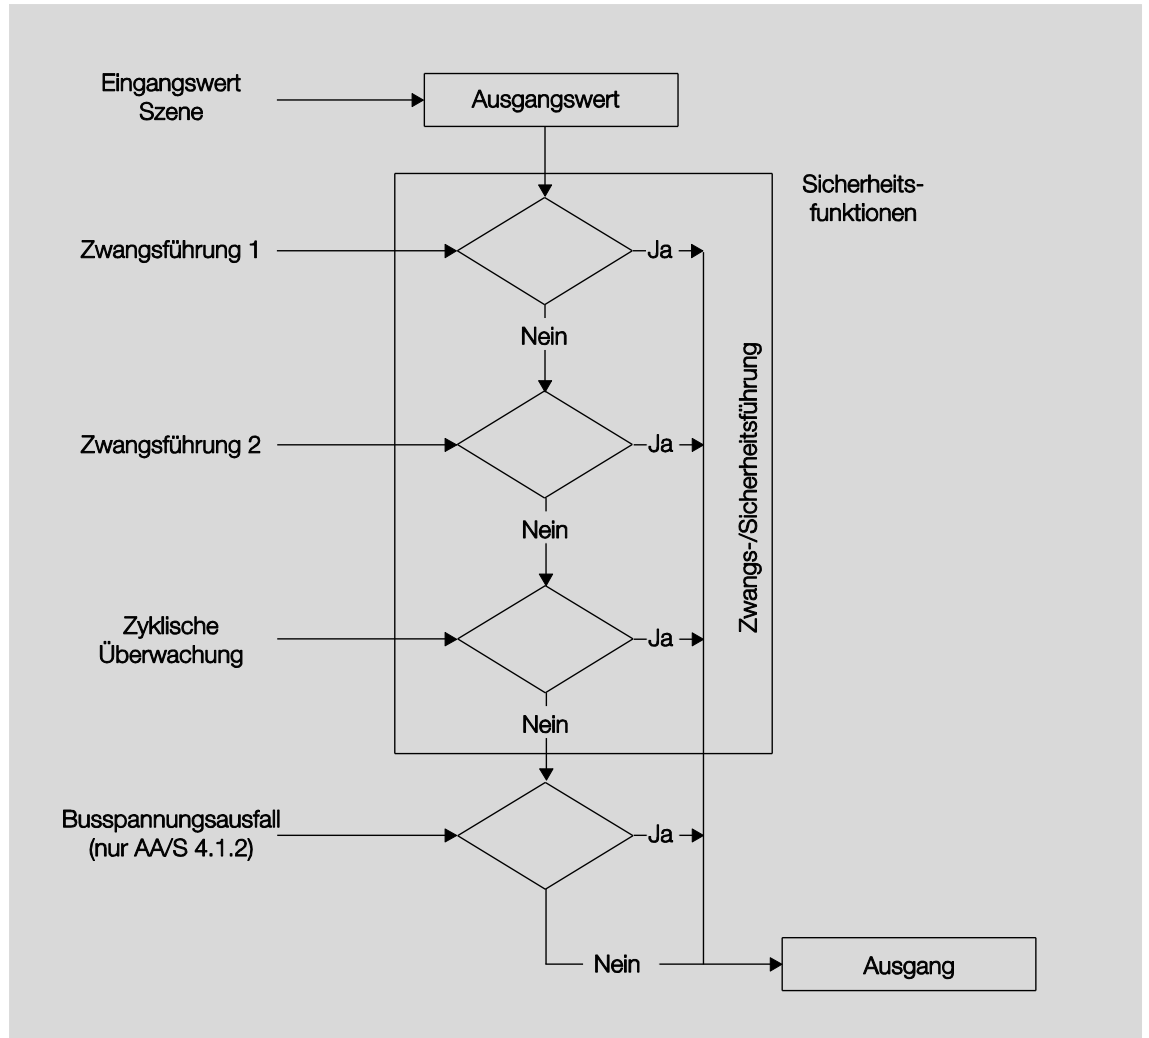 Eingangswert
Szene
Ausgangswert
Sicherheits-
funktionen
Zwangsführung 1
Ja
Nein
Zwangsführung 2
Ja
Nein
Zwangs-/Sicherheitsführung
Zyklische
Überwachung
Ja
Nein
Busspannungsausfall
(nur AA/S 4.1.2)
Ja
Nein
Ausgang